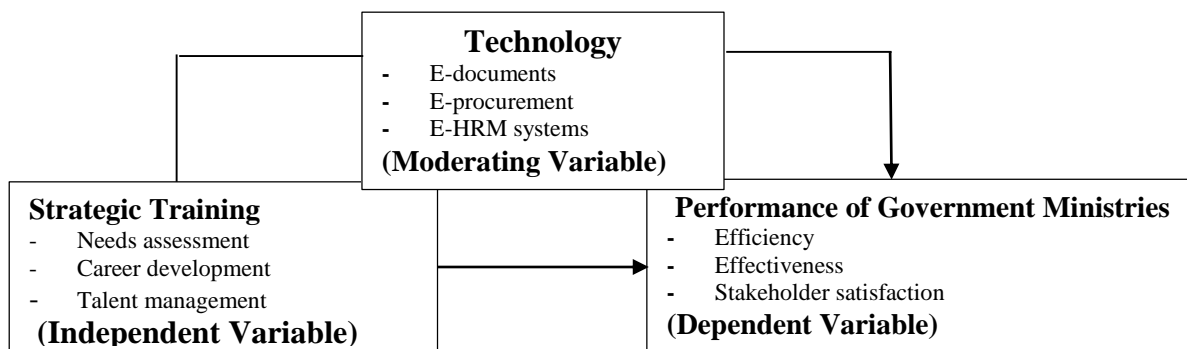 Technology
- E-documents
- E-procurement
- E-HRM systems
(Moderating Variable)
Strategic Training
- Needs assessment
- Career development
- Talent management
(Independent Variable)
Performance of Government Ministries
- Efficiency
- Effectiveness
- Stakeholder satisfaction
(Dependent Variable)